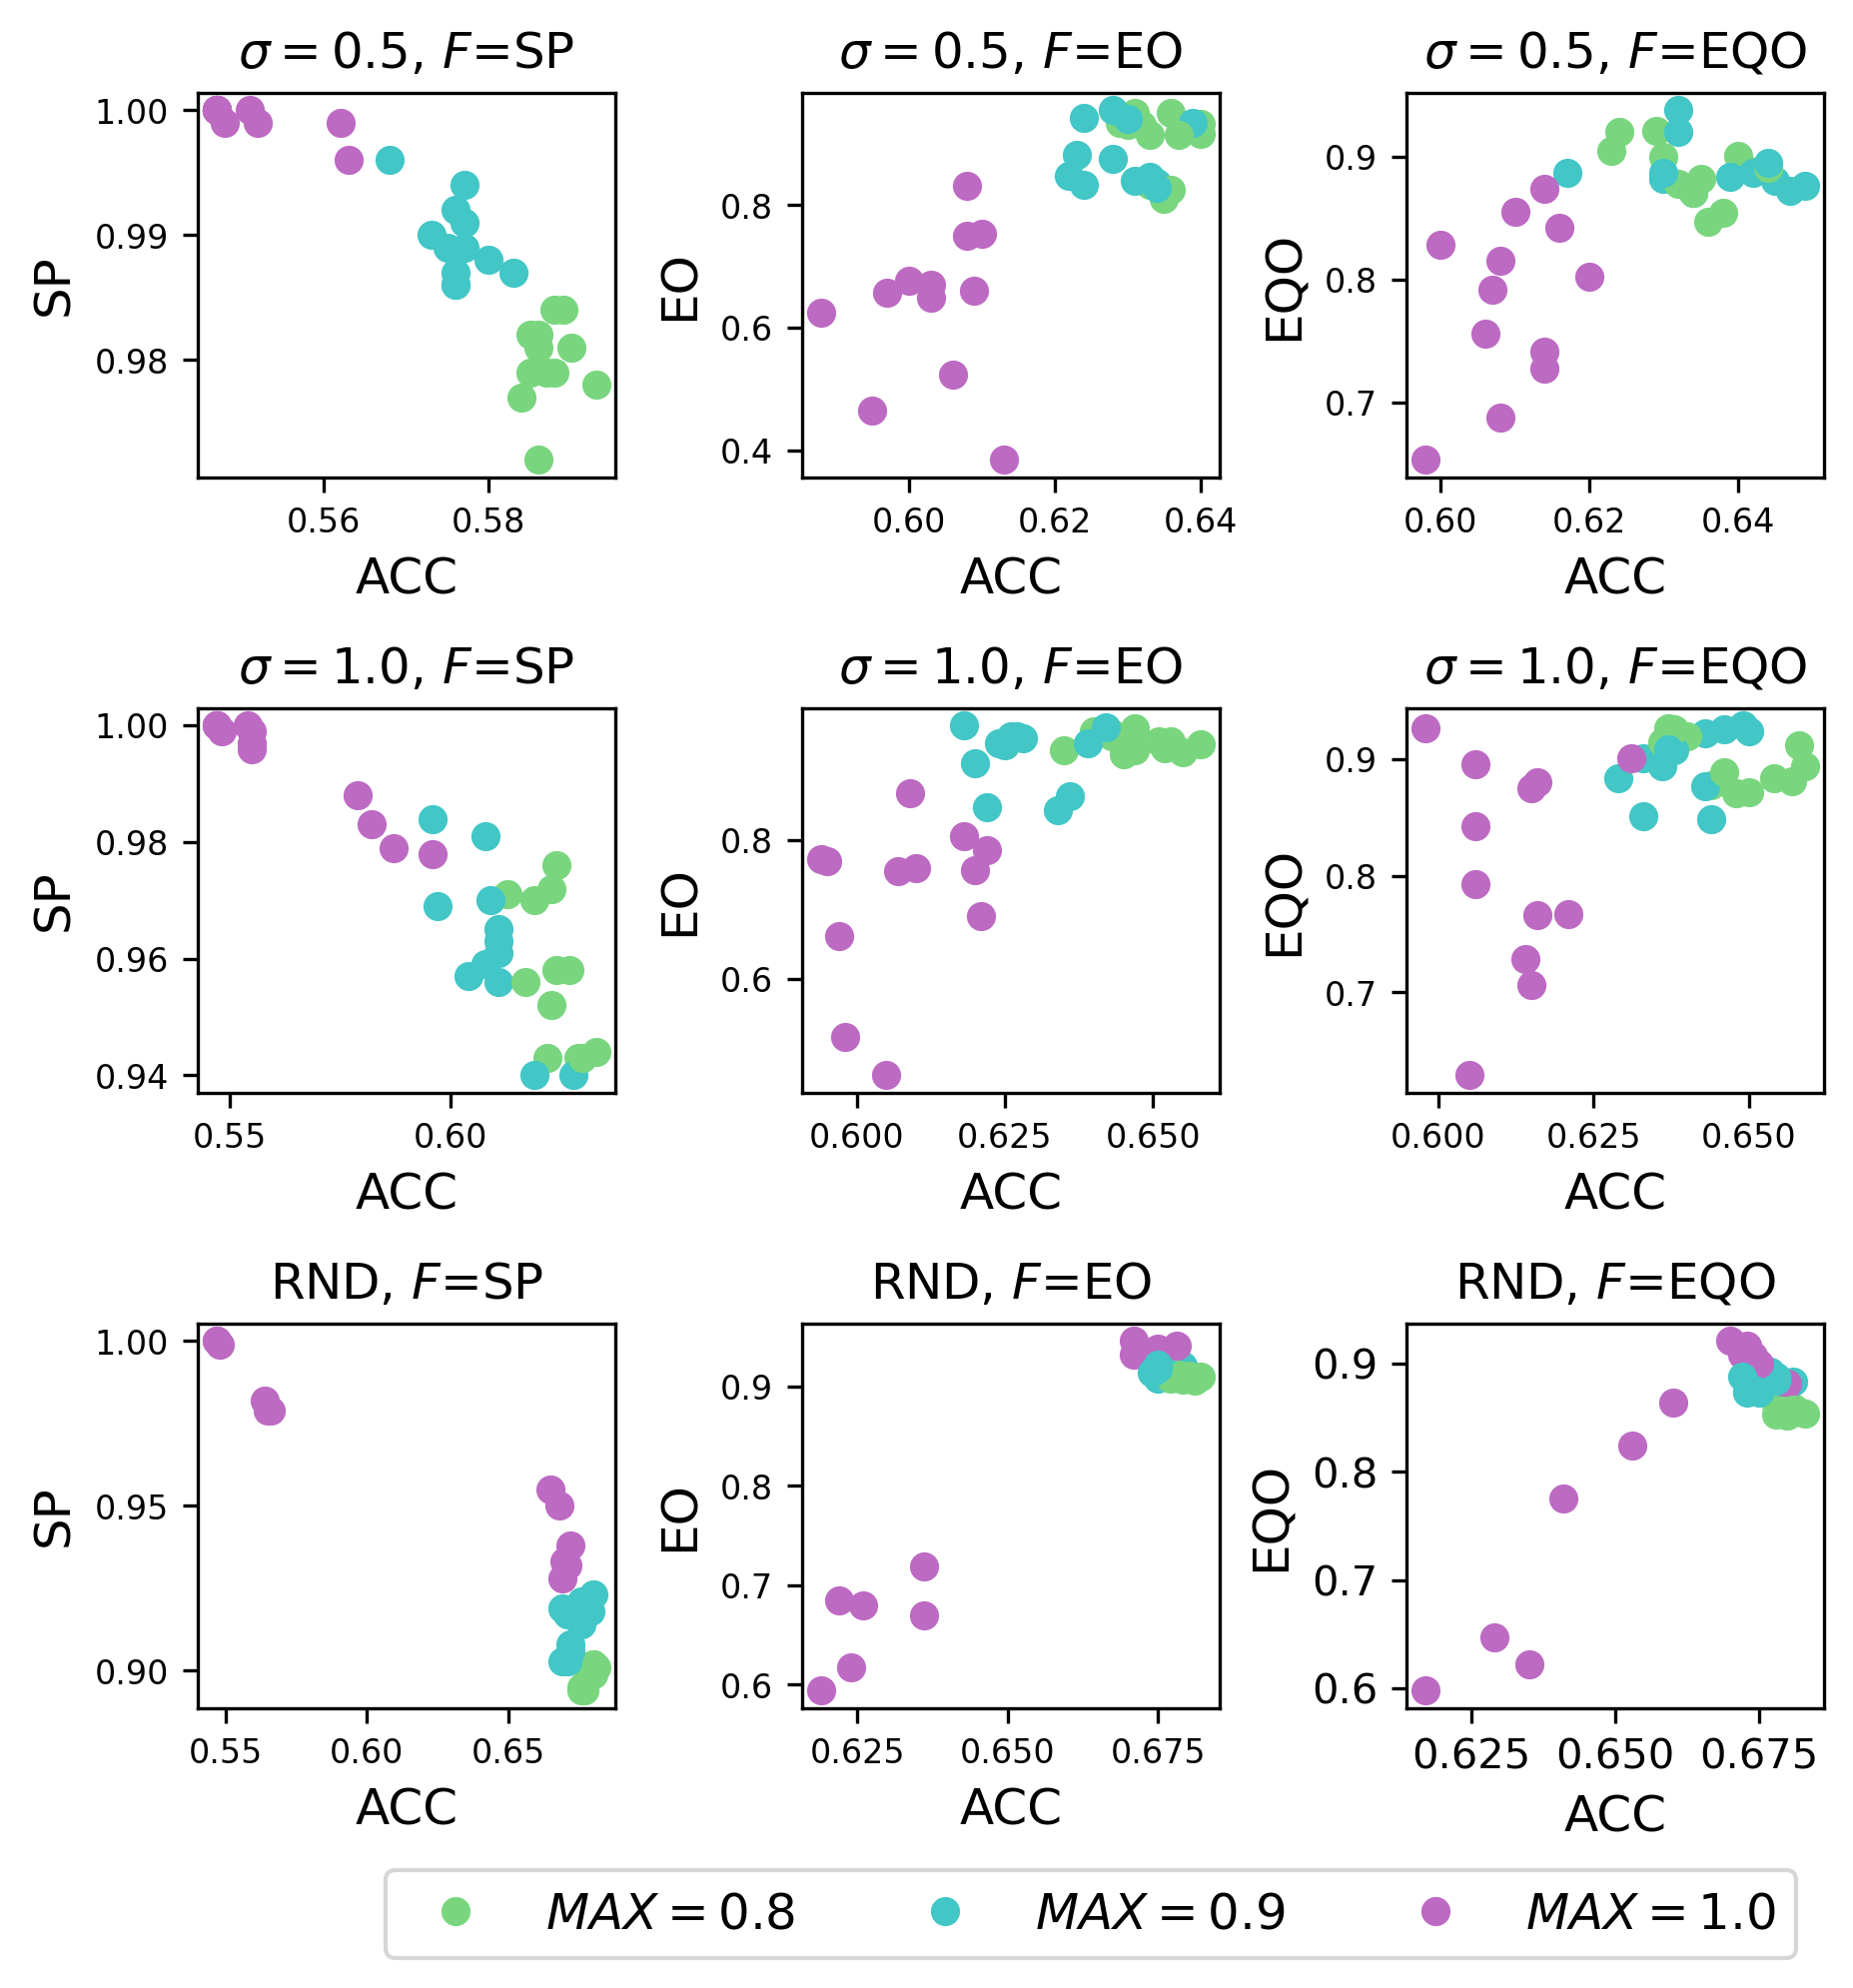 σ = 0.5, F=SP
σ = 0.5, F=EO
σ = 0.5, F=EQO
SP
1.00
0.99
0.98
0.56 0.58
ACC
EO
0.8
0.6
0.4
0.60 0.62 0.64
ACC
EQO
0.9
0.8
0.7
0.60 0.62 0.64
ACC
σ = 1.0, F=SP
σ = 1.0, F=EO
σ = 1.0, F=EQO
SP
1.00
0.98
0.96
0.94
0.55 0.60
ACC
EO
0.8
0.6
0.600 0.625 0.650
ACC
EQO
0.9
0.8
0.7
0.600 0.625 0.650
ACC
RND, F=SP
RND, F=EO
RND, F=EQO
SP
1.00
0.95
0.90
0.55 0.60 0.65
ACC
EO
0.9
0.8
0.7
0.6
0.625 0.650 0.675
ACC
EQO
0.9
0.8
0.7
0.6
0.625 0.650 0.675
ACC
MAX = 0.8 MAX = 0.9 MAX = 1.0